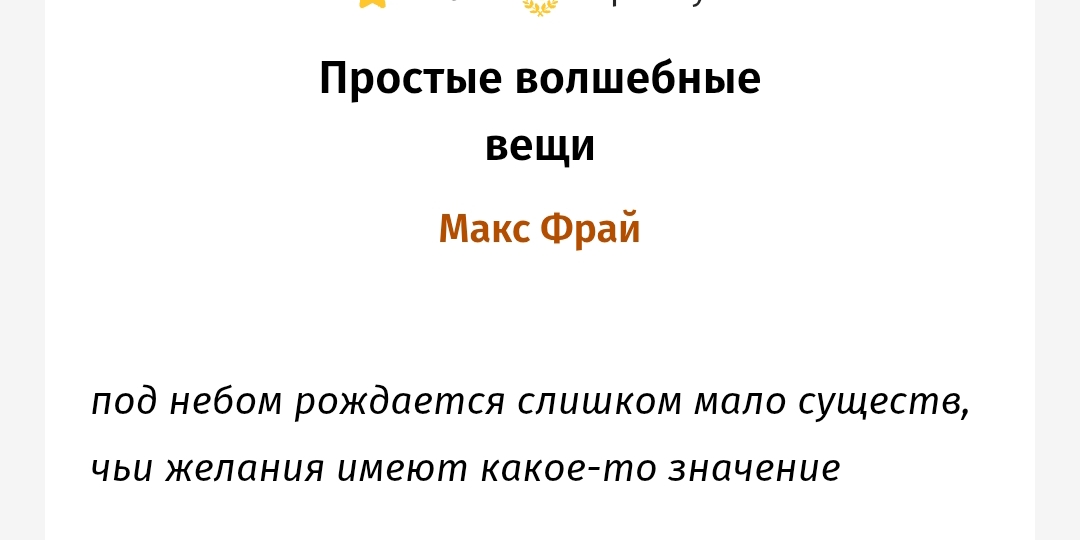 Простые волшебные
вещи
Макс Фрай
под небом рождается слишком мало существ,
чьи желания имеют какое-то значение